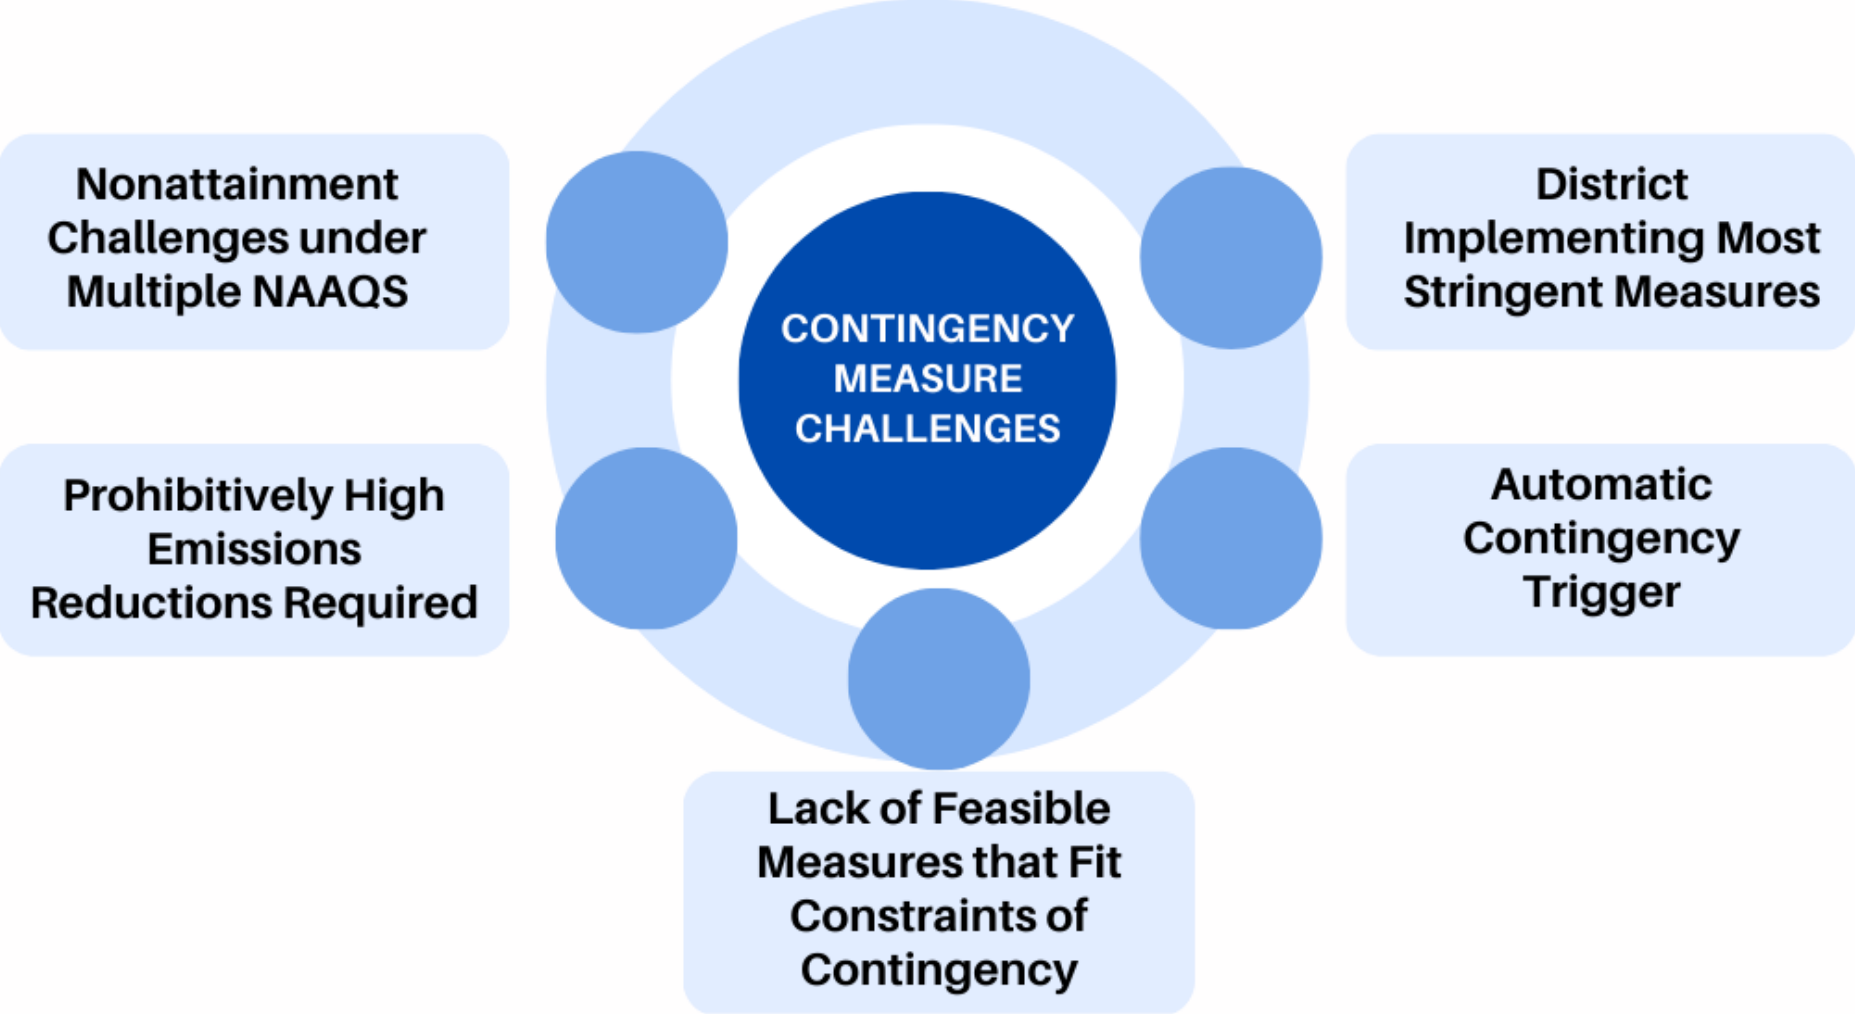 Nonattainment
Challenges under
Multiple NAAQS
District
Implementing Most
Stringent Measures
CONTINGENCY
MEASURE
CHALLENGES
Prohibitively High
Emissions
Reductions Required
Automatic
Contingency
Trigger
Lack of Feasible
Measures that Fit
Constraints of
Contingency